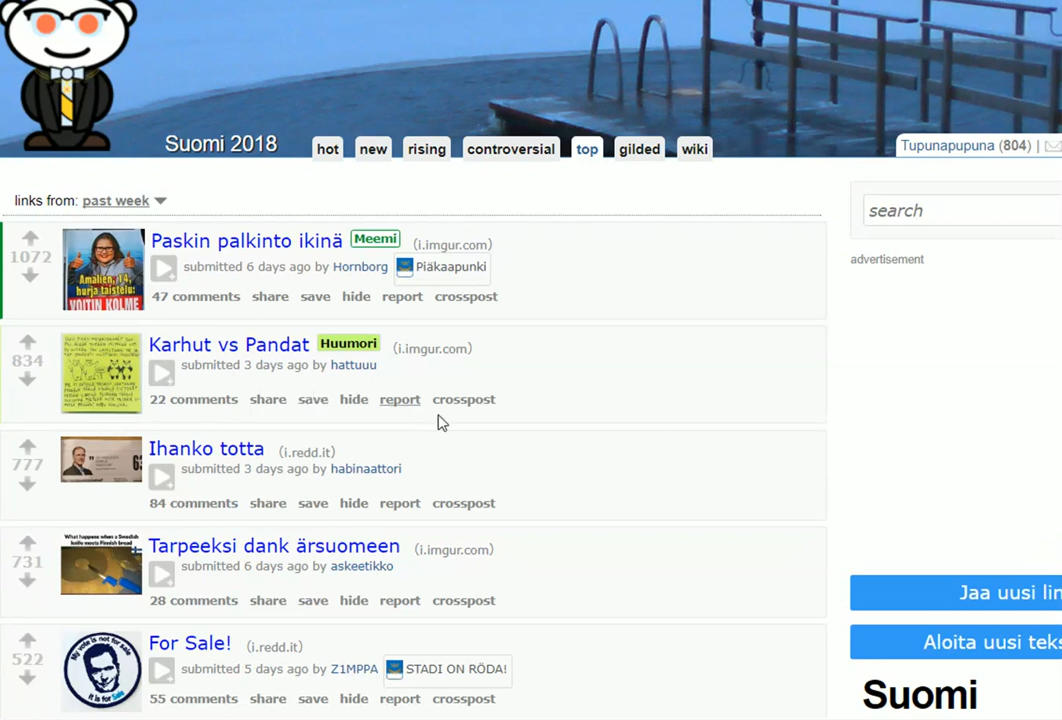 Suomi 2018
hot new rising controversial top gilded wiki
Tupunapupuna (804) |
links from: past week
search
advertisement
1072
Amalien, 14,
hurja taistelu:
VOITIN KOLME
Paskin palkinto ikinä Meemi (i.imgur.com)
submitted 6 days ago by Hornborg Piäkaapunki
47 comments share save hide report crosspost
834
Karhut vs Pandat Huumori (i.imgur.com)
submitted 3 days ago by hattuuu
22 comments share save hide report crosspost
777
Ihanko totta (i.redd.it)
submitted 3 days ago by habinaattori
84 comments share save hide report crosspost
731
What happens when a Swedish
knife meets Finnish bread
Tarpeeksi dank ärsuomeen (i.imgur.com)
submitted 6 days ago by askeetikko
28 comments share save hide report crosspost
522
My vote is not for sale
it is for Sale
For Sale! (i.redd.it)
submitted 5 days ago by Z1MPPA STADI ON RÖDA!
55 comments share save hide report crosspost
Jaa uusi lin
Aloita uusi teks
Suomi